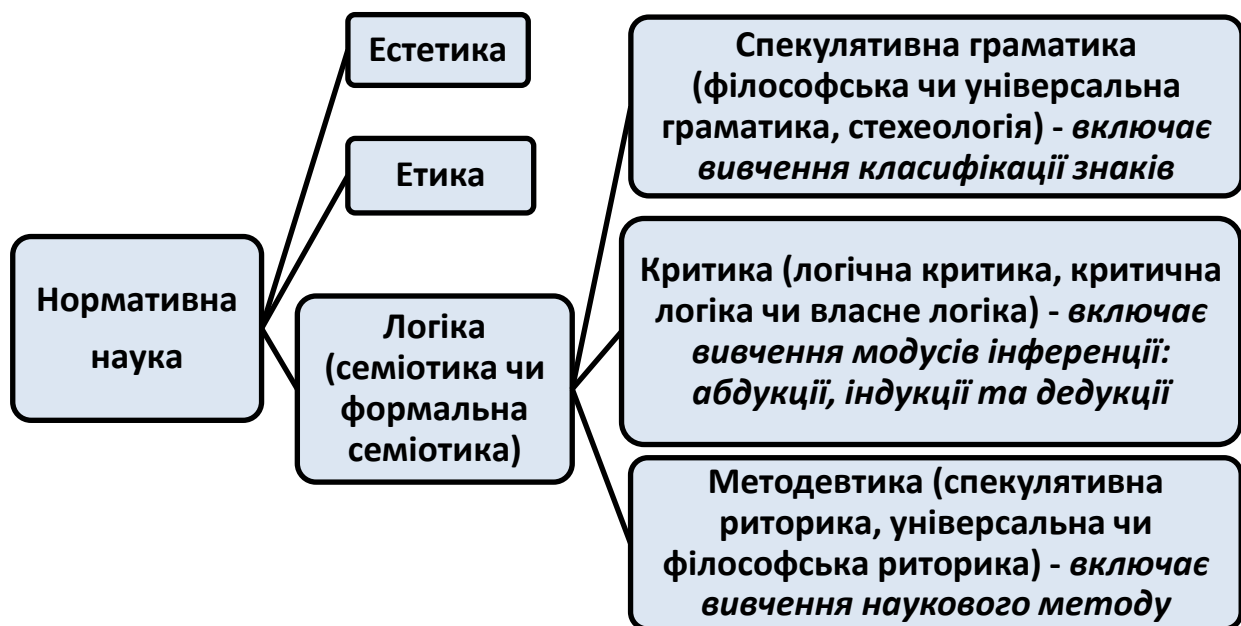 Естетика
Етика
Нормативна
наука
Логіка
(семіотика чи
формальна
семіотика)
Спекулятивна граматика
(філософська чи універсальна
граматика, стехеологія) - включає
вивчення класифікації знаків
Критика (логічна критика, критична
логіка чи власне логіка) - включає
вивчення модусів інференції:
абдукції, індукції та дедукції
Методевтика (спекулятивна
риторика, універсальна чи
філософська риторика) - включає
вивчення наукового методу